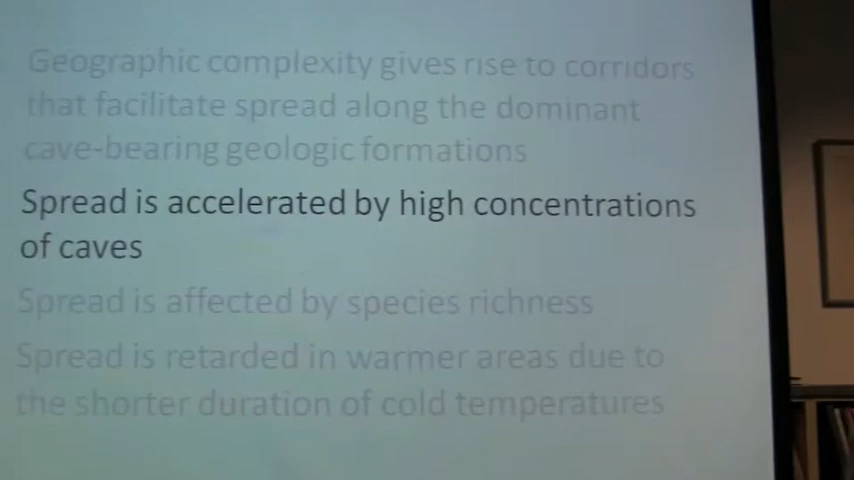 Geographic complexity gives rise to corridors
that facilitate spread along the dominant
cave-bearing geologic formations
Spread is accelerated by high concentrations
of caves
Spread is affected by species richness
Spread is retarded in warmer areas due to
the shorter duration of cold temperatures